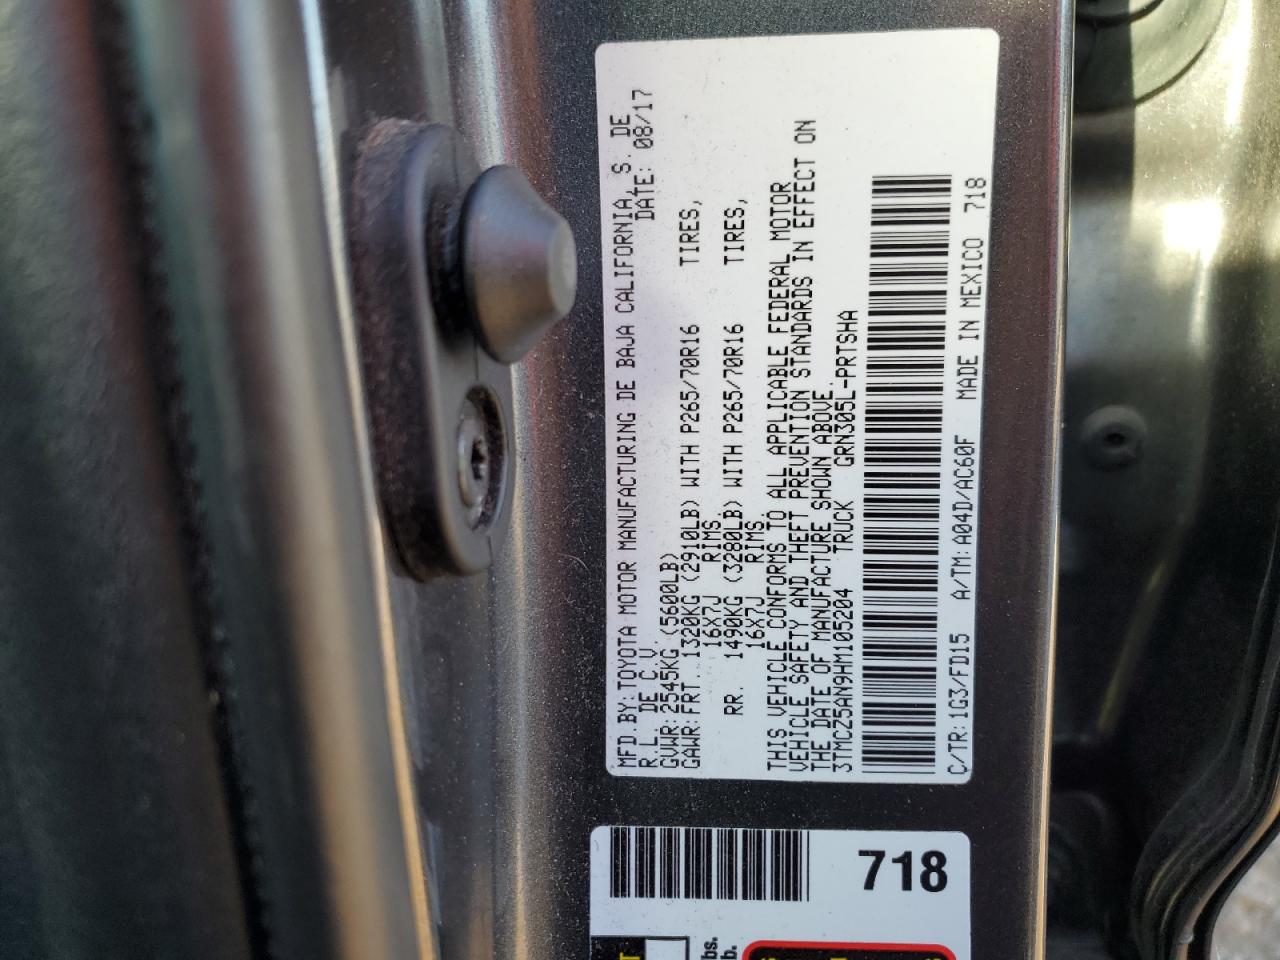 MFD.BY:TOYOTA MOTOR MANUFACTURING DE BAJA CALIFORNIA, S. DE
R.L. DE C.V. DATE: 08/17
GVWR:2545KG (5600LB)
GAWR:FRT. 1320KG (2910LB) WITH P265/70R16 TIRES,
16X7J RIMS.
RR. 1490KG (3280LB) WITH P265/70R16 TIRES,
16X7J RIMS.
THIS VEHICLE CONFORMS TO ALL APPLICABLE FEDERAL MOTOR
VEHICLE SAFETY AND THEFT PREVENTION STANDARDS IN EFFECT ON
THE DATE OF MANUFACTURE SHOWN ABOVE.
3TMCZ5AN9HM105204 TRUCK GRN305L-PRTSHA
C/TR:1G3/FD15 A/TM:A04D/AC60F MADE IN MEXICO 718
718
bs.
b.